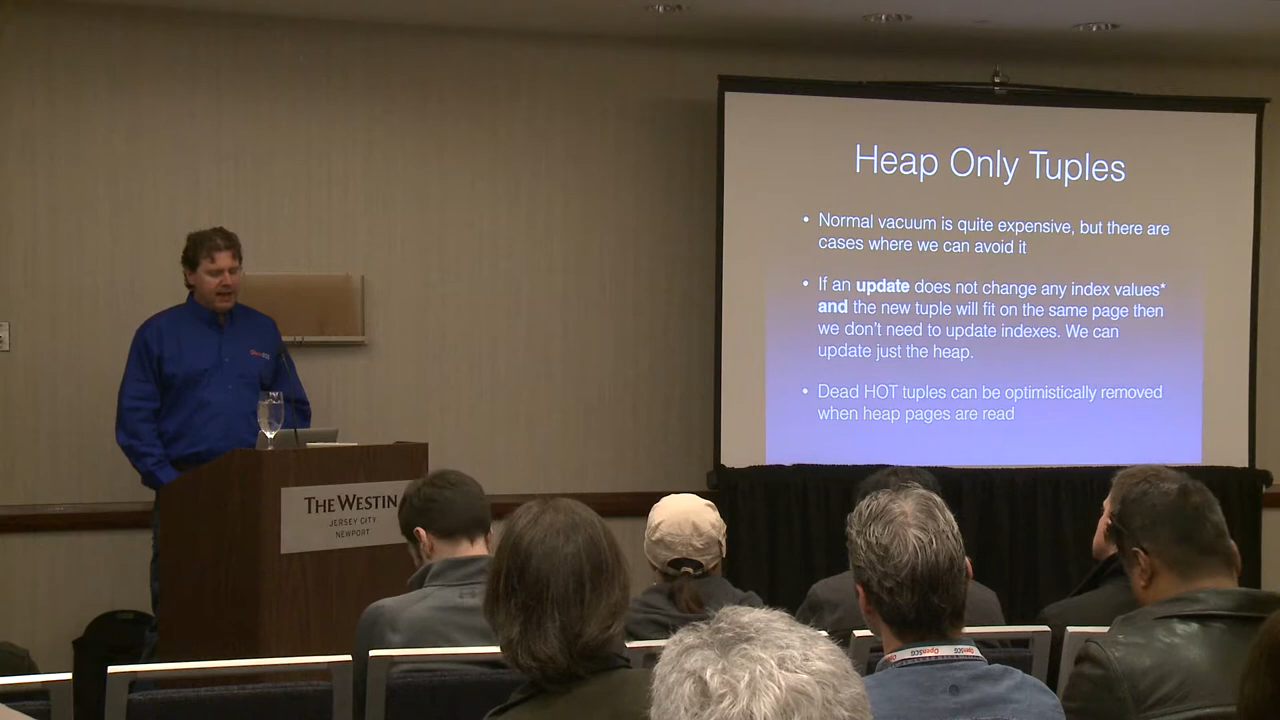 Heap Only Tuples
• Normal vacuum is quite expensive, but there are
cases where we can avoid it
• If an update does not change any index values*
and the new tuple will fit on the same page then
we don't need to update indexes. We can
update just the heap.
• Dead HOT tuples can be optimistically removed
when heap pages are read
THE WESTIN
JERSEY CITY
NEWPORT
OpenSCG